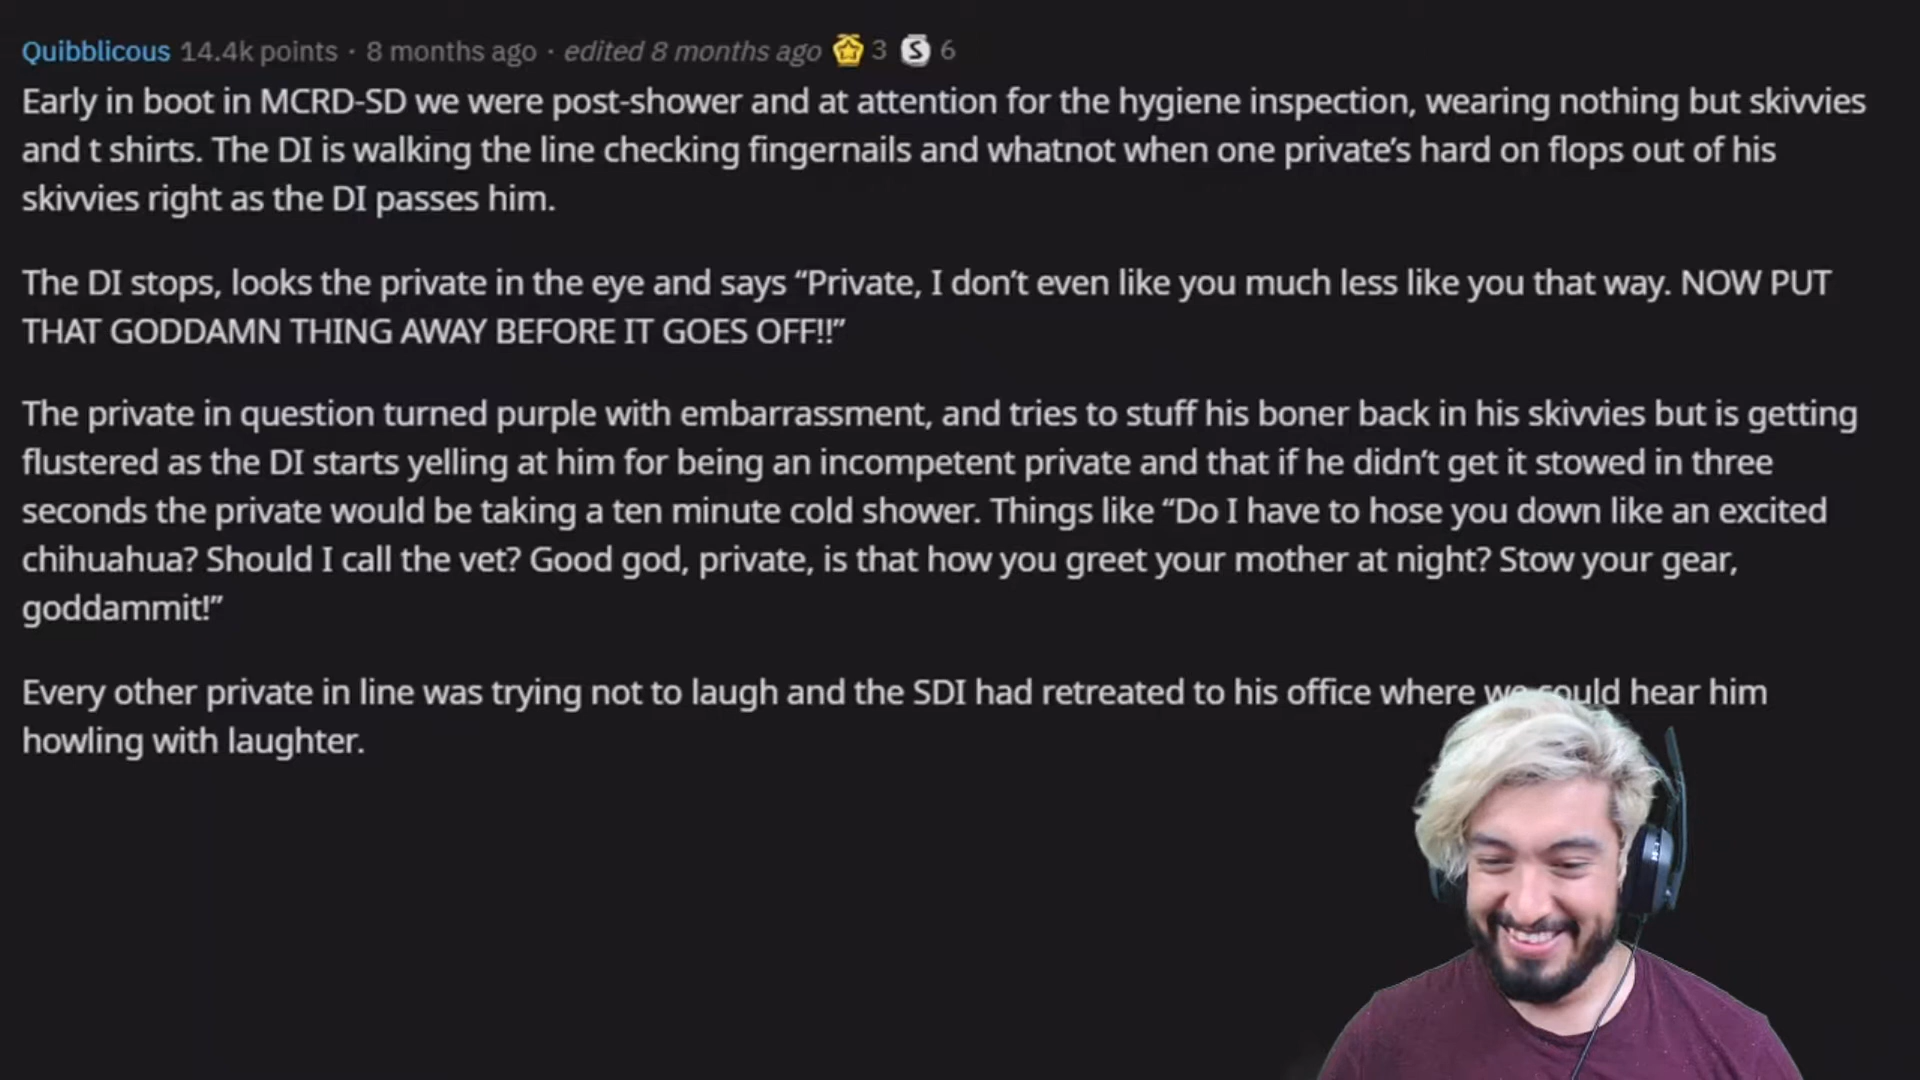 Quibblicous 14.4k points · 8 months ago · edited 8 months ago 3 S 6
Early in boot in MCRD-SD we were post-shower and at attention for the hygiene inspection, wearing nothing but skivvies
and t shirts. The DI is walking the line checking fingernails and whatnot when one private’s hard on flops out of his
skivvies right as the DI passes him.
The DI stops, looks the private in the eye and says “Private, I don’t even like you much less like you that way. NOW PUT
THAT GODDAMN THING AWAY BEFORE IT GOES OFF!!”
The private in question turned purple with embarrassment, and tries to stuff his boner back in his skivvies but is getting
flustered as the DI starts yelling at him for being an incompetent private and that if he didn’t get it stowed in three
seconds the private would be taking a ten minute cold shower. Things like “Do I have to hose you down like an excited
chihuahua? Should I call the vet? Good god, private, is that how you greet your mother at night? Stow your gear,
goddammit!”
Every other private in line was trying not to laugh and the SDI had retreated to his office where we could hear him
howling with laughter.